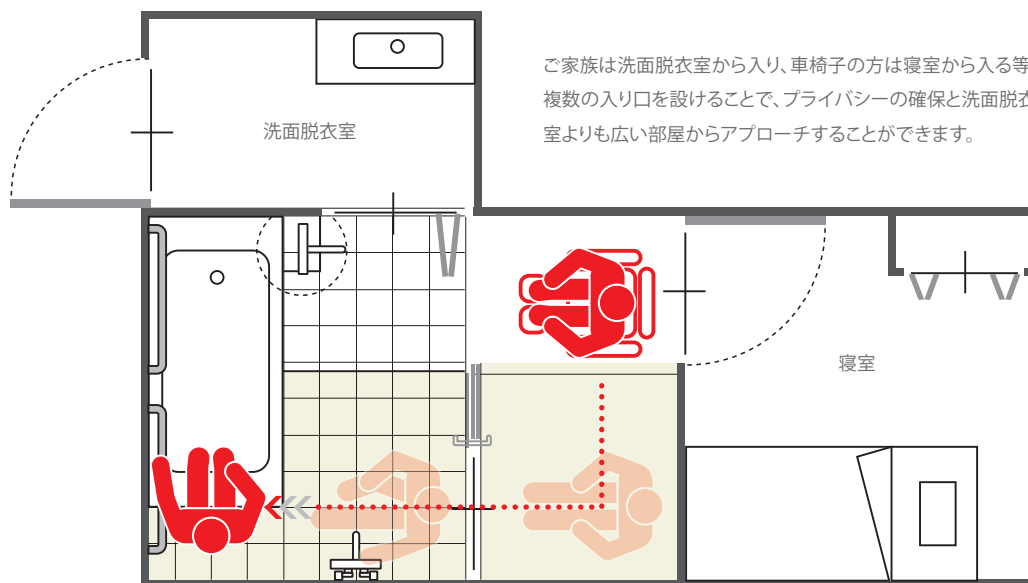 ご家族は洗面脱衣室から入り、車椅子の方は寝室から入る等
複数の入り口を設けることで、プライバシーの確保と洗面脱衣
室よりも広い部屋からアプローチすることができます。
洗面脱衣室
寝室